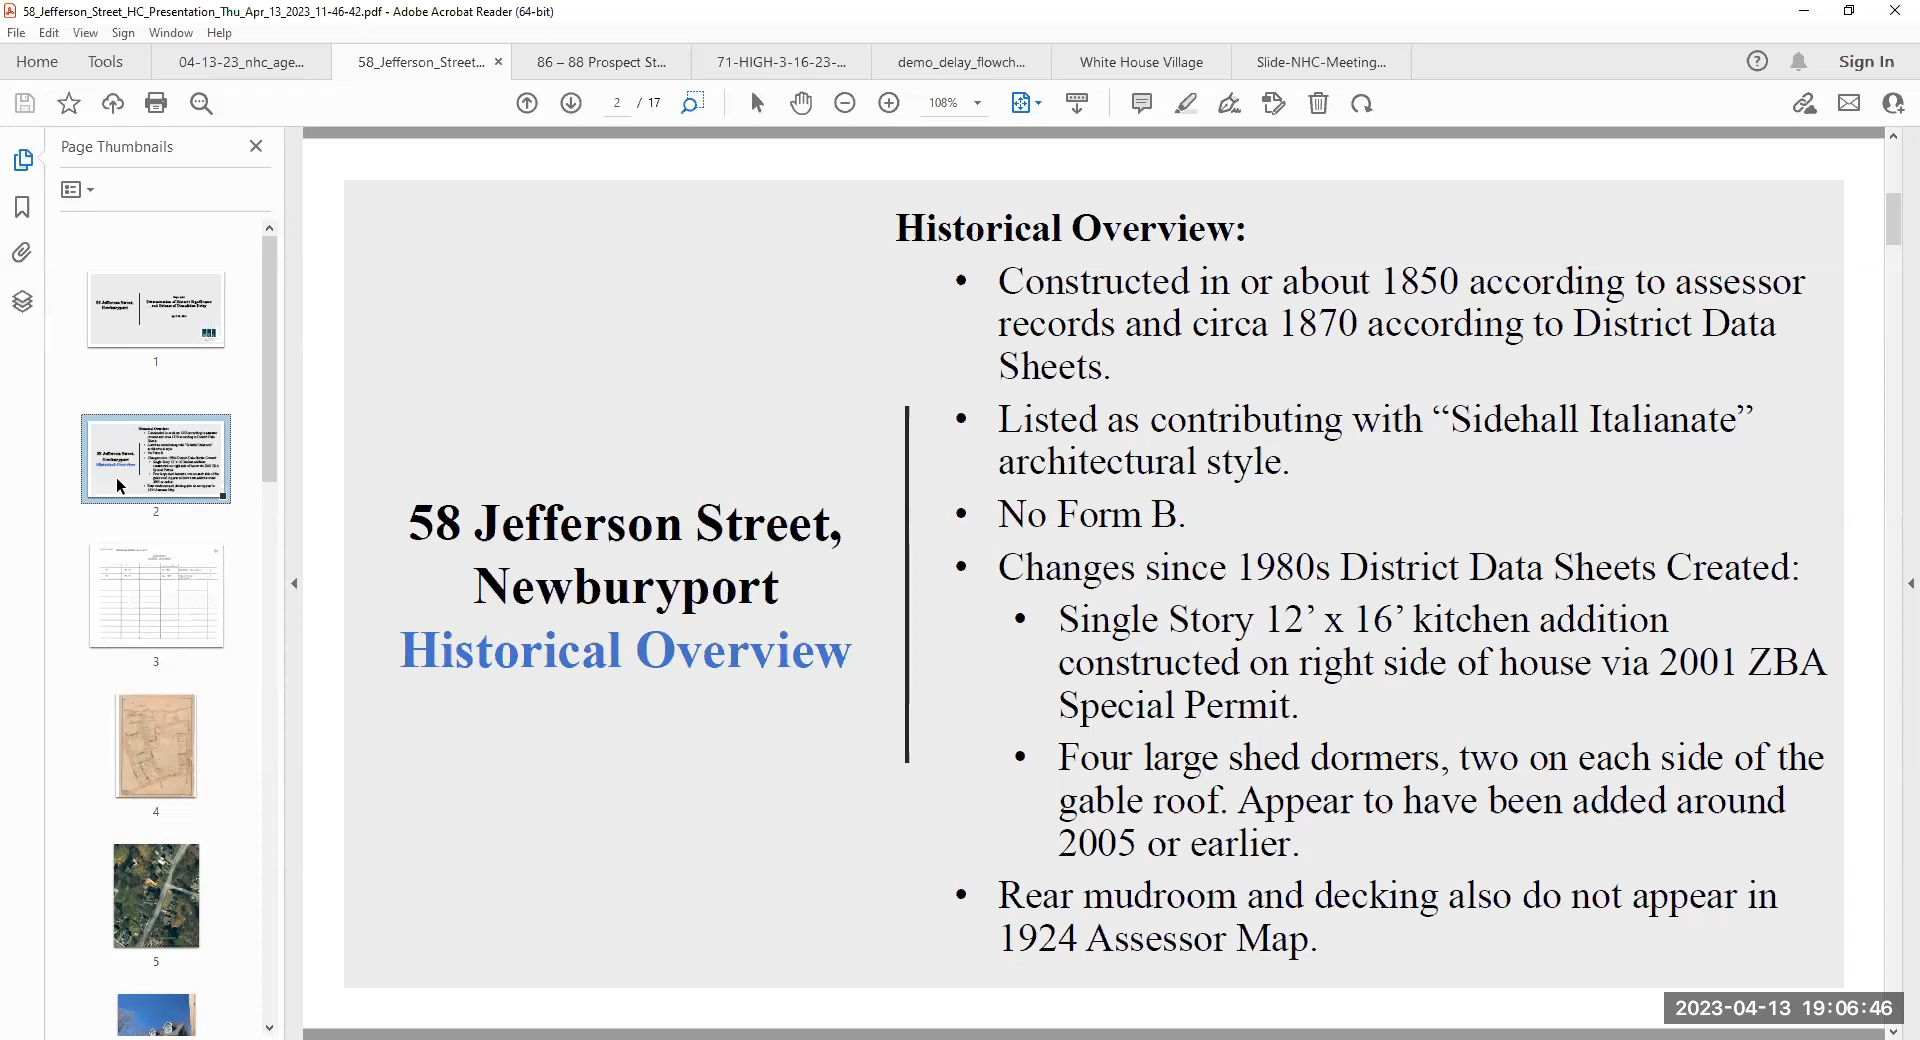 58_Jefferson_Street_HC_Presentation_Thu_Apr_13_2023_11-46-42.pdf - Adobe Acrobat Reader (64-bit)
File Edit View Sign Window Help
Home Tools 04-13-23_nhc_age... 58_Jefferson_Street... 86 – 88 Prospect St... 71-HIGH-3-16-23-... demo_delay_flowch... White House Village Slide-NHC-Meeting... Sign In
2 / 17 108%
Page Thumbnails
1
2
3
4
5
58 Jefferson Street,
Newburyport
Historical Overview
Historical Overview:
• Constructed in or about 1850 according to assessor
records and circa 1870 according to District Data
Sheets.
• Listed as contributing with “Sidehall Italianate”
architectural style.
• No Form B.
• Changes since 1980s District Data Sheets Created:
• Single Story 12’ x 16’ kitchen addition
constructed on right side of house via 2001 ZBA
Special Permit.
• Four large shed dormers, two on each side of the
gable roof. Appear to have been added around
2005 or earlier.
• Rear mudroom and decking also do not appear in
1924 Assessor Map.
2023-04-13 19:06:46